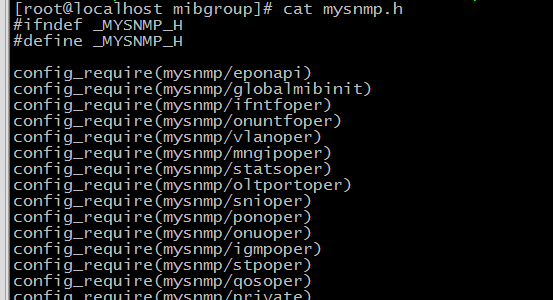 [root@localhost mibgroup]# cat mysnmp.h
#ifndef _MYSNMP_H
#define _MYSNMP_H
config_require(mysnmp/eponapi)
config_require(mysnmp/globalmibinit)
config_require(mysnmp/ifntfoper)
config_require(mysnmp/onuntfoper)
config_require(mysnmp/vlanoper)
config_require(mysnmp/mngipoper)
config_require(mysnmp/statsoper)
config_require(mysnmp/oltportoper)
config_require(mysnmp/snioper)
config_require(mysnmp/ponoper)
config_require(mysnmp/onuoper)
config_require(mysnmp/igmpoper)
config_require(mysnmp/stpoper)
config_require(mysnmp/qosoper)
config_require(mysnmp/private)